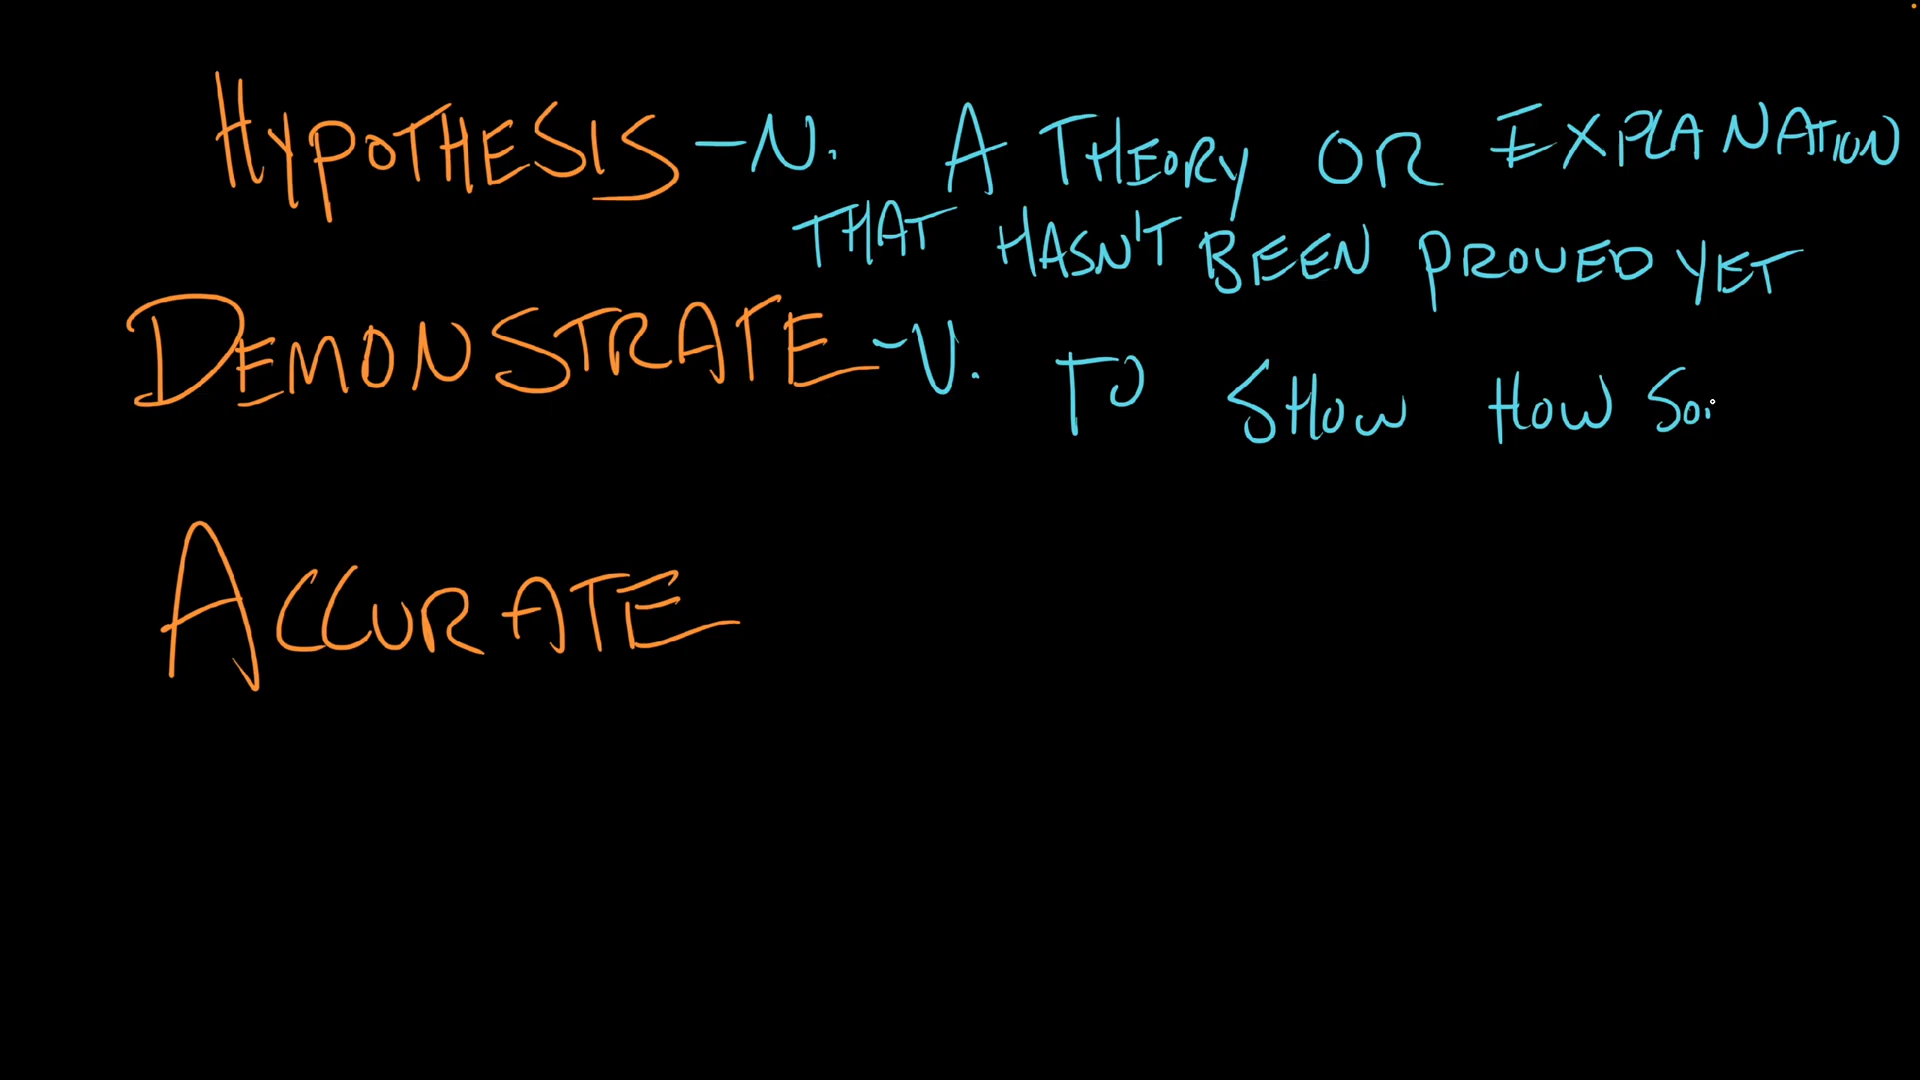 HYPOTHESIS - N. A THEORY OR EXPLANATION
THAT HASN'T BEEN PROVED YET
DEMONSTRATE - V. TO SHOW HOW
ACCURATE